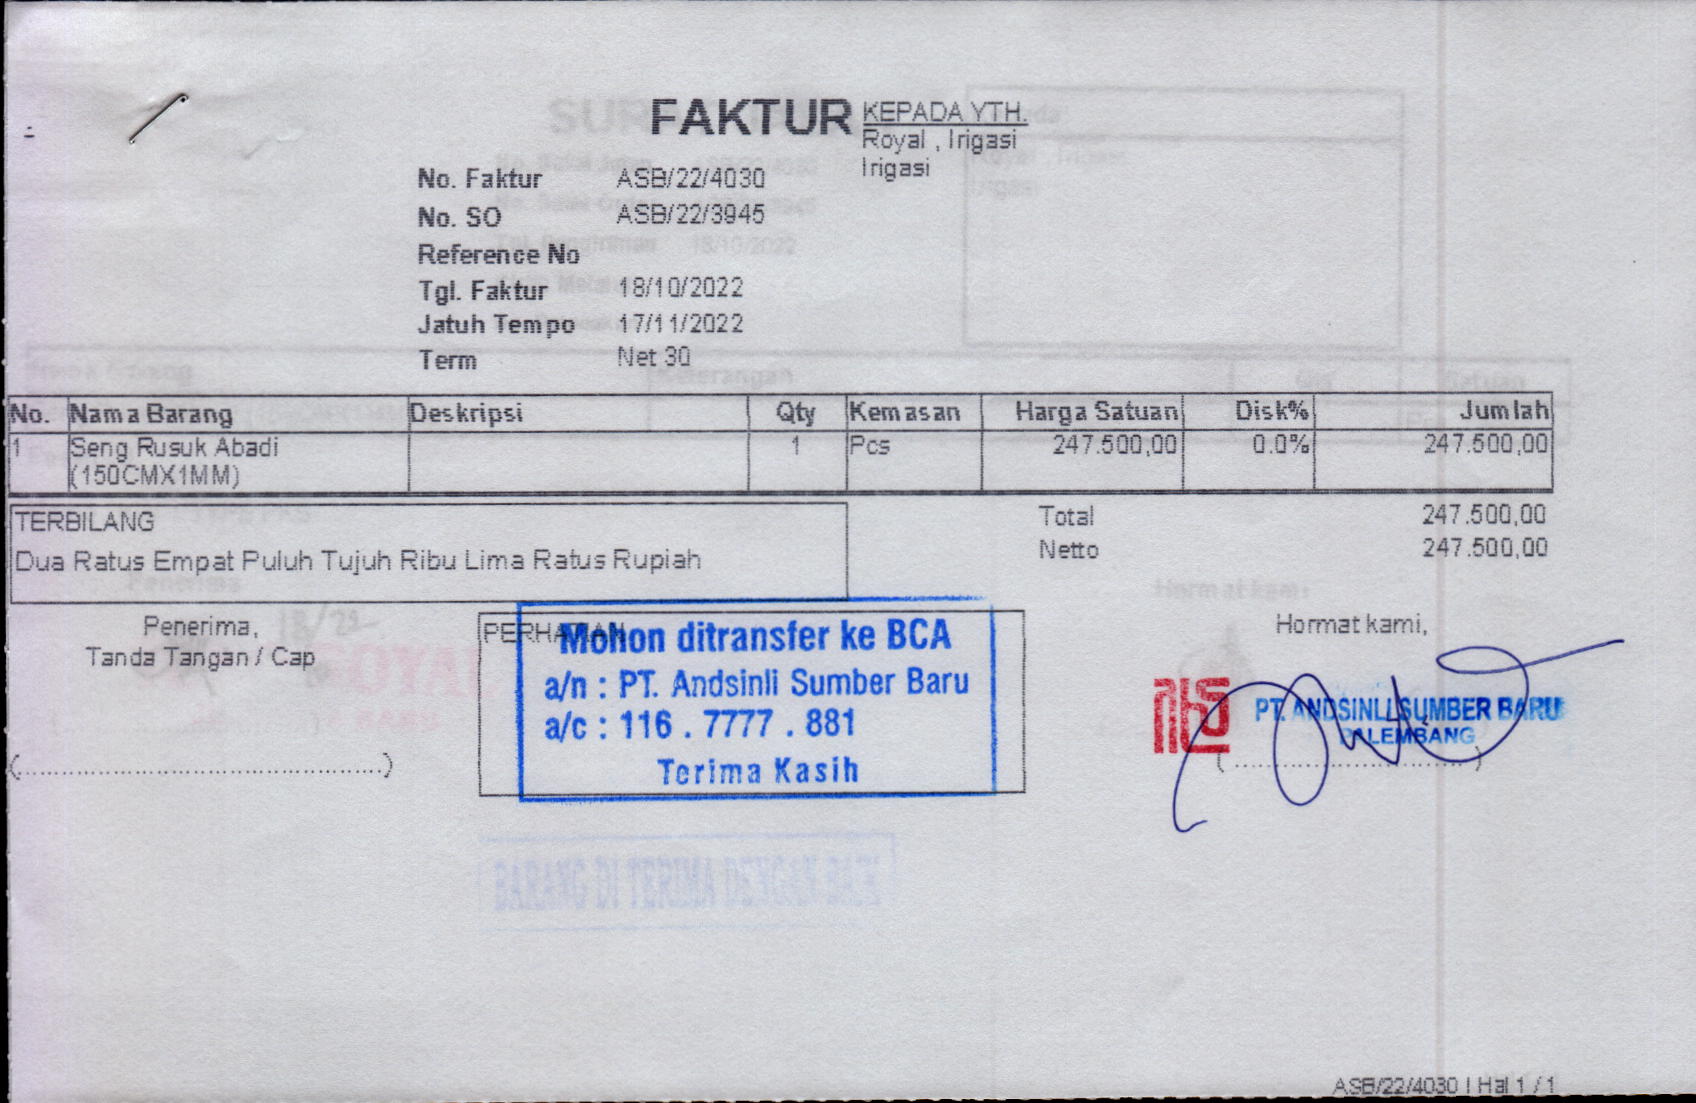 FAKTUR
KEPADA YTH.
Royal , Irigasi
Irigasi
No. Faktur ASB/22/4030
No. SO ASB/22/3945
Reference No
Tgl. Faktur 18/10/2022
Jatuh Tempo 17/11/2022
Term Net 30
No. Nama Barang Deskripsi Qty Kemasan Harga Satuan Disk% Jumlah
1 Seng Rusuk Abadi 1 Pcs 247.500,00 0.0% 247.500,00
(150CMX1MM)
TERBILANG
Dua Ratus Empat Puluh Tujuh Ribu Lima Ratus Rupiah
Total 247.500,00
Netto 247.500,00
Penerima,
Tanda Tangan / Cap
(................................................)
PERHATIAN
Mohon ditransfer ke BCA
a/n : PT. Andsinli Sumber Baru
a/c : 116 . 7777 . 881
Terima Kasih
Hormat kami,
PT. ANDSINLI SUMBER BARU
PALEMBANG
(................................)
BARANG DI TERIMA DENGAN BAIK
ASB/22/4030 | Hal 1 / 1